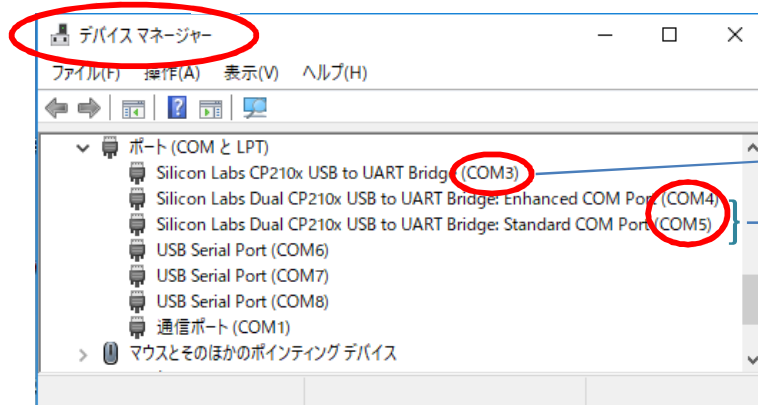 デバイス マネージャー
ファイル(F) 操作(A) 表示(V) ヘルプ(H)
ポート (COM と LPT)
Silicon Labs CP210x USB to UART Bridge (COM3)
Silicon Labs Dual CP210x USB to UART Bridge: Enhanced COM Port (COM4)
Silicon Labs Dual CP210x USB to UART Bridge: Standard COM Port (COM5)
USB Serial Port (COM6)
USB Serial Port (COM7)
USB Serial Port (COM8)
通信ポート (COM1)
マウスとそのほかのポインティング デバイス